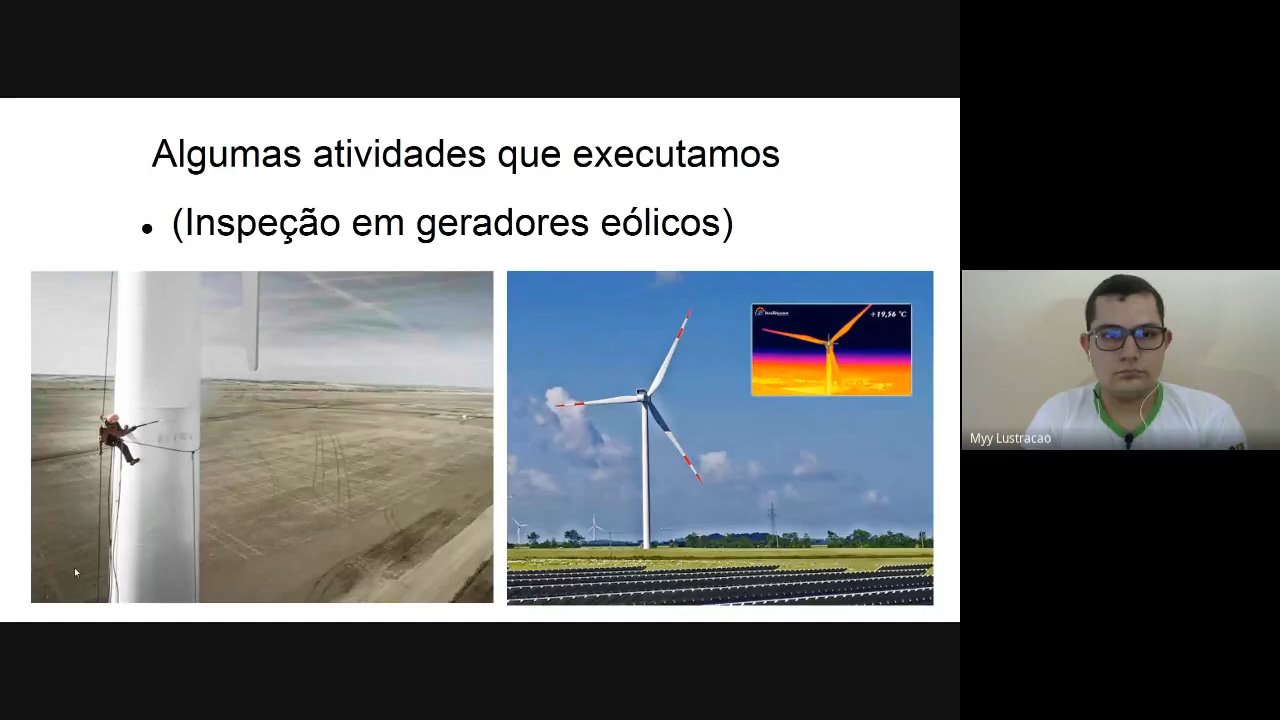 Algumas atividades que executamos
• (Inspeção em geradores eólicos)
+19,56 °C
Myy Lustracao